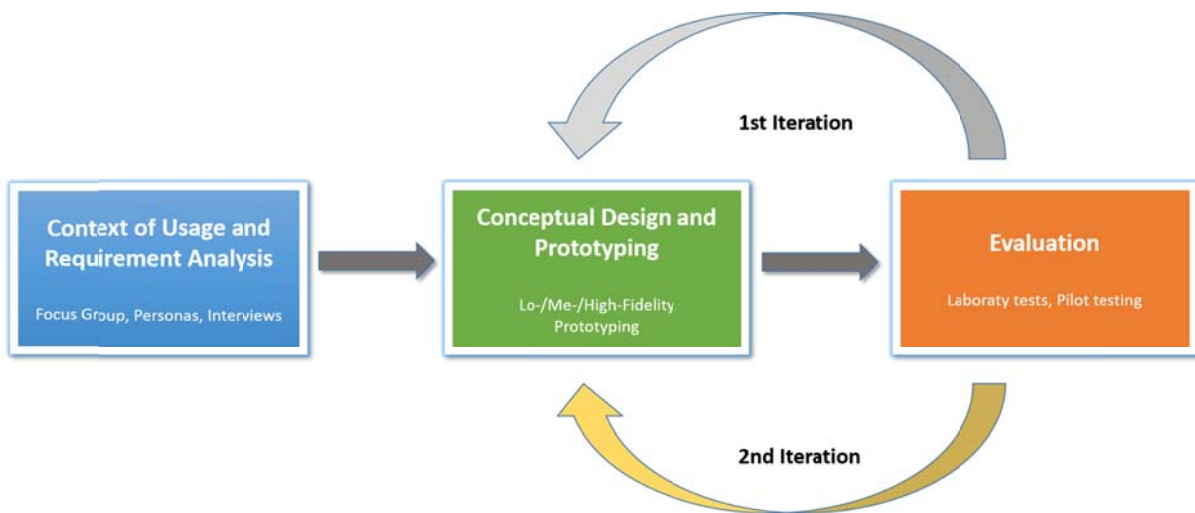 1st Iteration
Context of Usage and
Requirement Analysis
Focus Group, Personas, Interviews
Conceptual Design and
Prototyping
Lo-/Me-/High-Fidelity
Prototyping
Evaluation
Laboraty tests, Pilot testing
2nd Iteration